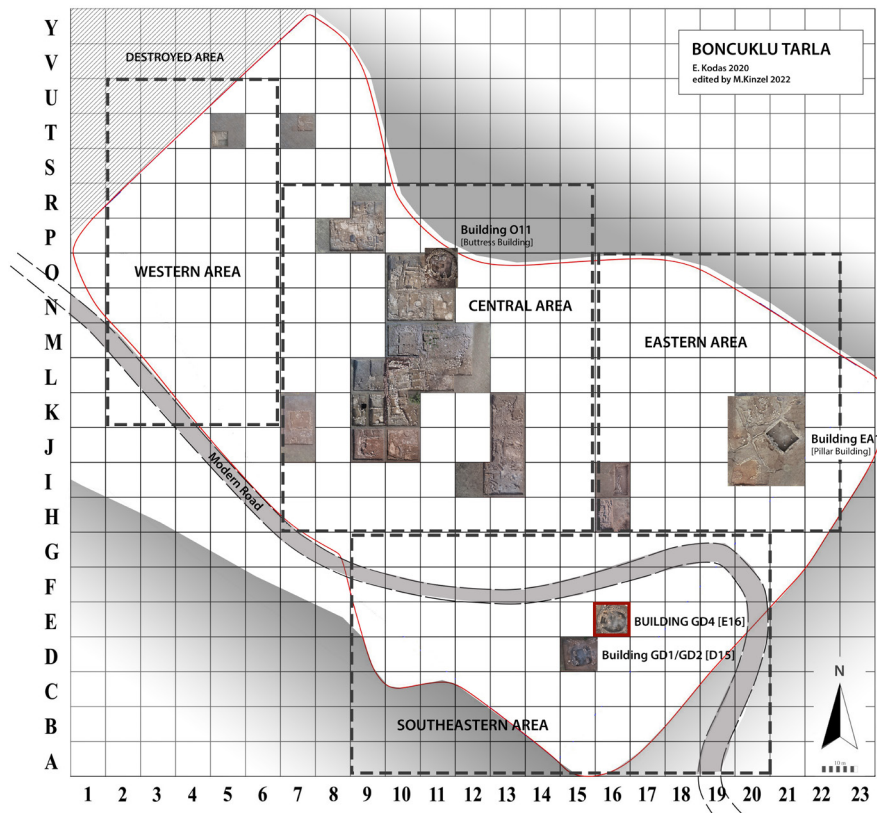 BONCUKLU TARLA
E. Kodas 2020
edited by M.Kinzel 2022
DESTROYED AREA
Y
V
U
T
S
R
P
O
N
M
L
K
J
I
H
G
F
E
D
C
B
A
Building O11
[Buttress Building]
WESTERN AREA
CENTRAL AREA
EASTERN AREA
Building EA1
[Pillar Building]
Modern Road
BUILDING GD4 [E16]
Building GD1/GD2 [D15]
SOUTHEASTERN AREA
N
10 m
1 2 3 4 5 6 7 8 9 10 11 12 13 14 15 16 17 18 19 20 21 22 23